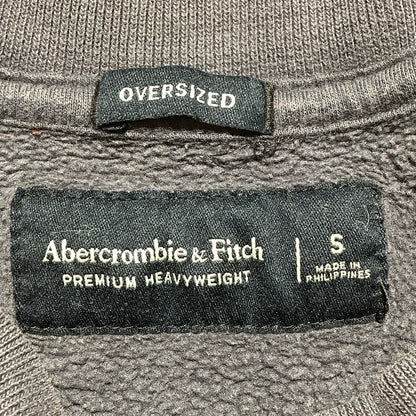 OVERSIZED
Abercrombie & Fitch
PREMIUM HEAVYWEIGHT
S
MADE IN
PHILIPPINES